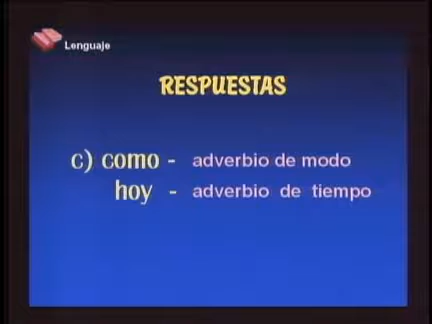 Lenguaje
RESPUESTAS
c) como - adverbio de modo
hoy - adverbio de tiempo